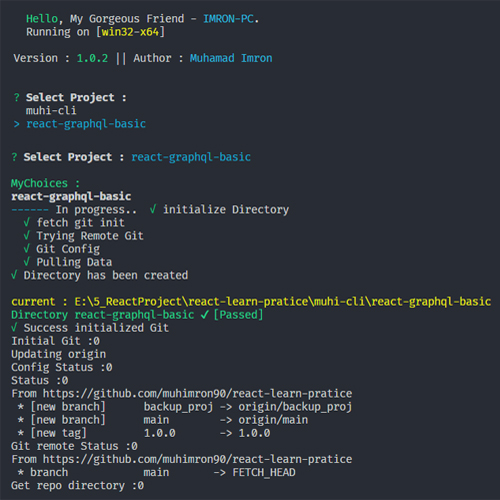 Hello, My Gorgeous Friend - IMRON-PC.
Running on [win32-x64]
Version : 1.0.2 || Author : Muhamad Imron
? Select Project :
muhi-cli
> react-graphql-basic
? Select Project : react-graphql-basic
MyChoices :
react-graphql-basic
------ In progress.. √ initialize Directory
√ fetch git init
√ Trying Remote Git
√ Git Config
√ Pulling Data
√ Directory has been created
current : E:\5_ReactProject\react-learn-pratice\muhi-cli\react-graphql-basic
Directory react-graphql-basic ✓ [Passed]
√ Success initialized Git
Initial Git :0
Updating origin
Config Status :0
Status :0
From https://github.com/muhimron90/react-learn-pratice
* [new branch] backup_proj -> origin/backup_proj
* [new branch] main -> origin/main
* [new tag] 1.0.0 -> 1.0.0
Git remote Status :0
From https://github.com/muhimron90/react-learn-pratice
* branch main -> FETCH_HEAD
Get repo directory :0